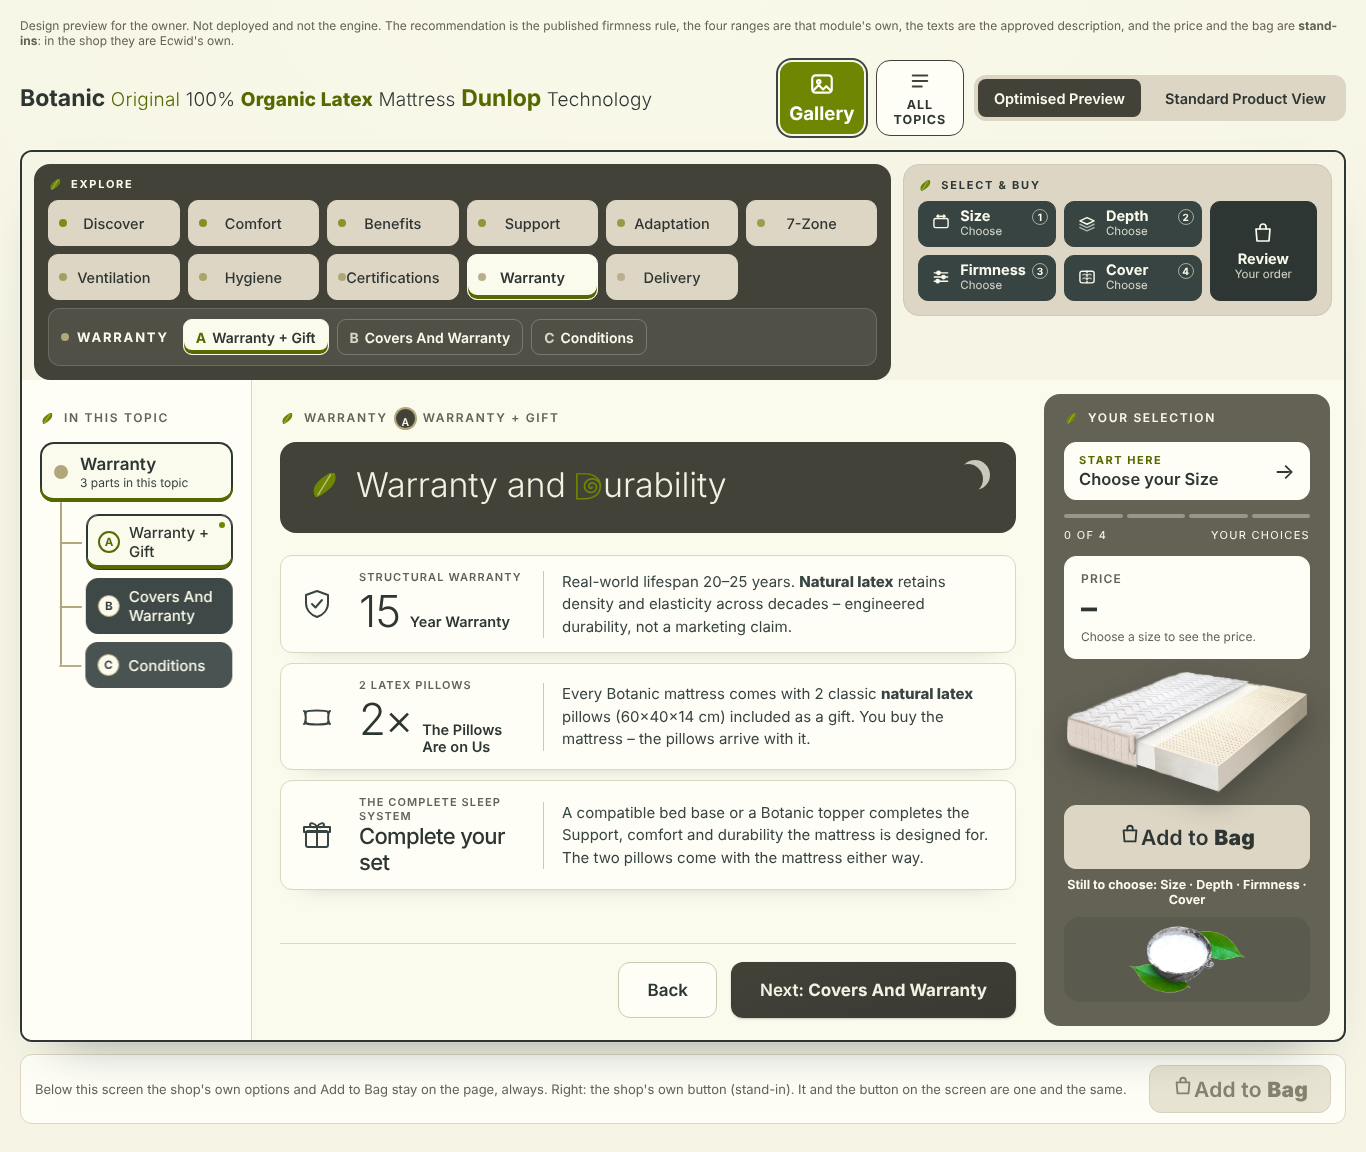 Design preview for the owner. Not deployed and not the engine. The recommendation is the published firmness rule, the four ranges are that module's own, the texts are the approved description, and the price and the bag are stand-
ins: in the shop they are Ecwid's own.
Botanic Original 100% Organic Latex Mattress Dunlop Technology
Gallery
ALL
TOPICS
Optimised Preview
Standard Product View
EXPLORE
Discover
Comfort
Benefits
Support
Adaptation
7-Zone
Ventilation
Hygiene
Certifications
Warranty
Delivery
WARRANTY
A Warranty + Gift
B Covers And Warranty
C Conditions
SELECT & BUY
Size
Choose
1
Depth
Choose
2
Firmness
Choose
3
Cover
Choose
4
Review
Your order
IN THIS TOPIC
Warranty
3 parts in this topic
A
Warranty +
Gift
B
Covers And
Warranty
C
Conditions
WARRANTY A WARRANTY + GIFT
Warranty and Durability
STRUCTURAL WARRANTY
15 Year Warranty
Real-world lifespan 20–25 years. Natural latex retains
density and elasticity across decades – engineered
durability, not a marketing claim.
2 LATEX PILLOWS
2× The Pillows
Are on Us
Every Botanic mattress comes with 2 classic natural latex
pillows (60×40×14 cm) included as a gift. You buy the
mattress – the pillows arrive with it.
THE COMPLETE SLEEP
SYSTEM
Complete your
set
A compatible bed base or a Botanic topper completes the
Support, comfort and durability the mattress is designed for.
The two pillows come with the mattress either way.
Back
Next: Covers And Warranty
YOUR SELECTION
START HERE
Choose your Size
0 OF 4
YOUR CHOICES
PRICE
–
Choose a size to see the price.
Add to Bag
Still to choose: Size · Depth · Firmness ·
Cover
Below this screen the shop's own options and Add to Bag stay on the page, always. Right: the shop's own button (stand-in). It and the button on the screen are one and the same.
Add to Bag